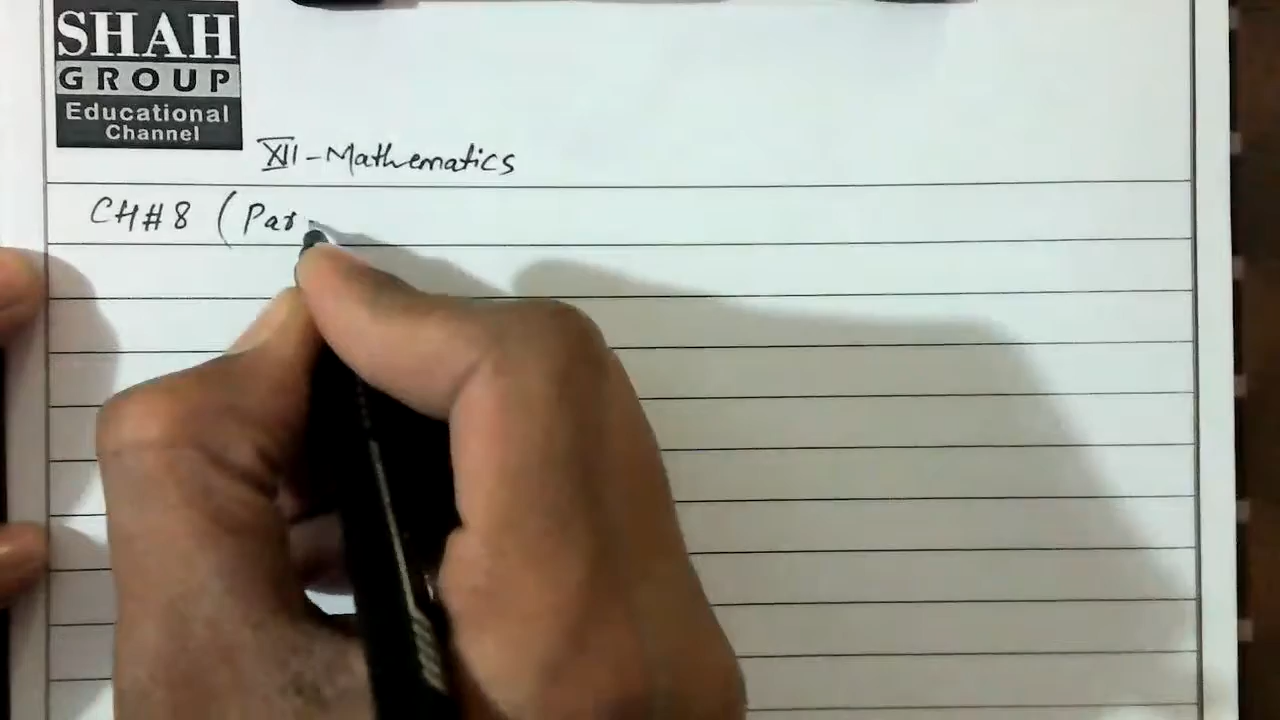 SHAH
GROUP
Educational
Channel
XII-Mathematics
CH#8 (Par